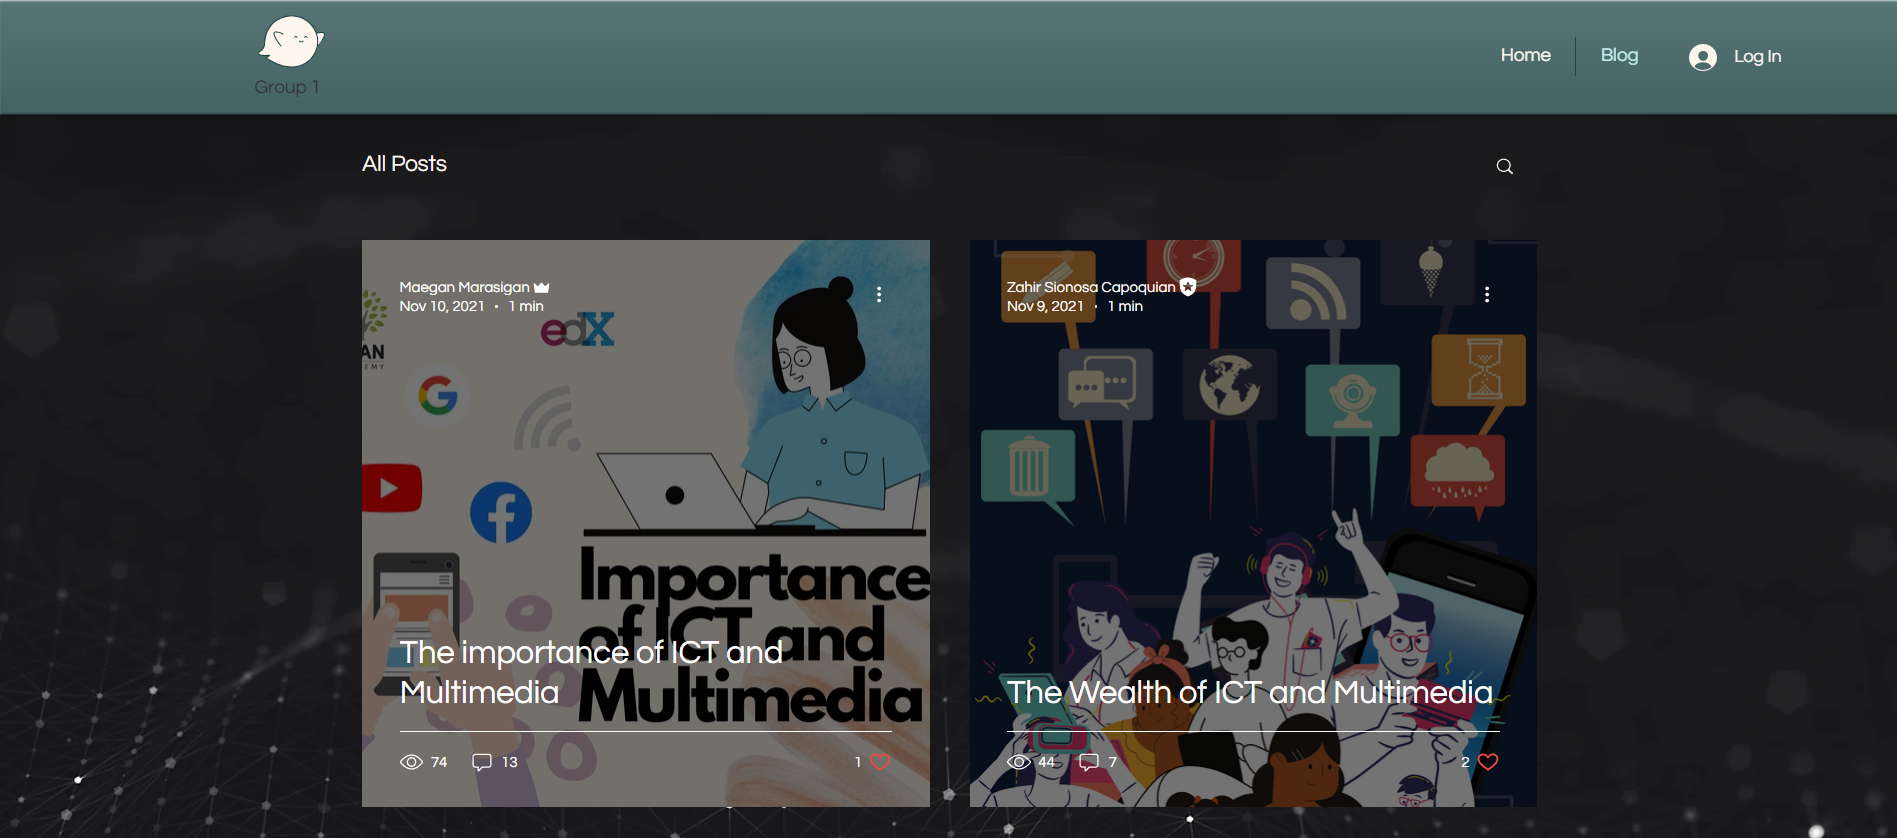 Group 1
Home
Blog
Log In
All Posts
Maegan Marasigan
Nov 10, 2021 • 1 min
edX
AN
EMY
G
f
Importance
of ICT and
Multimedia
The importance of ICT and
Multimedia
74
13
1
Zahir Sionosa Capoquian
Nov 9, 2021 • 1 min
The Wealth of ICT and Multimedia
44
7
2